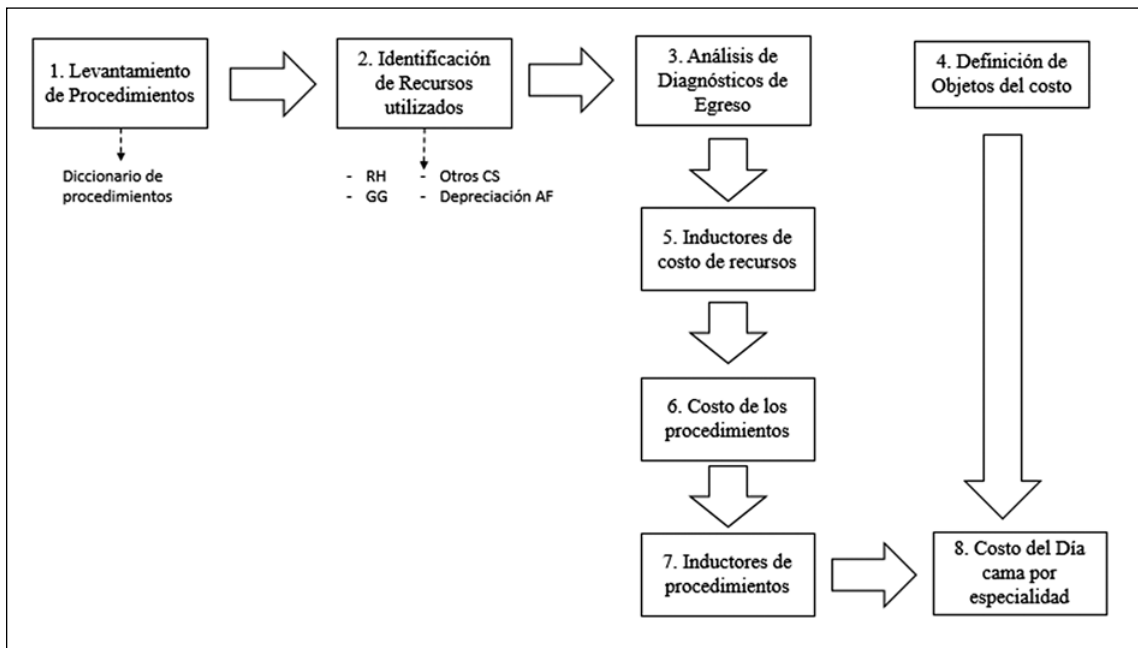 1. Levantamiento
de Procedimientos
2. Identificación
de Recursos
utilizados
3. Análisis de
Diagnósticos de
Egreso
4. Definición de
Objetos del costo
Diccionario de
procedimientos
- RH
- GG
- Otros CS
- Depreciación AF
5. Inductores de
costo de recursos
6. Costo de los
procedimientos
7. Inductores de
procedimientos
8. Costo del Día
cama por
especialidad